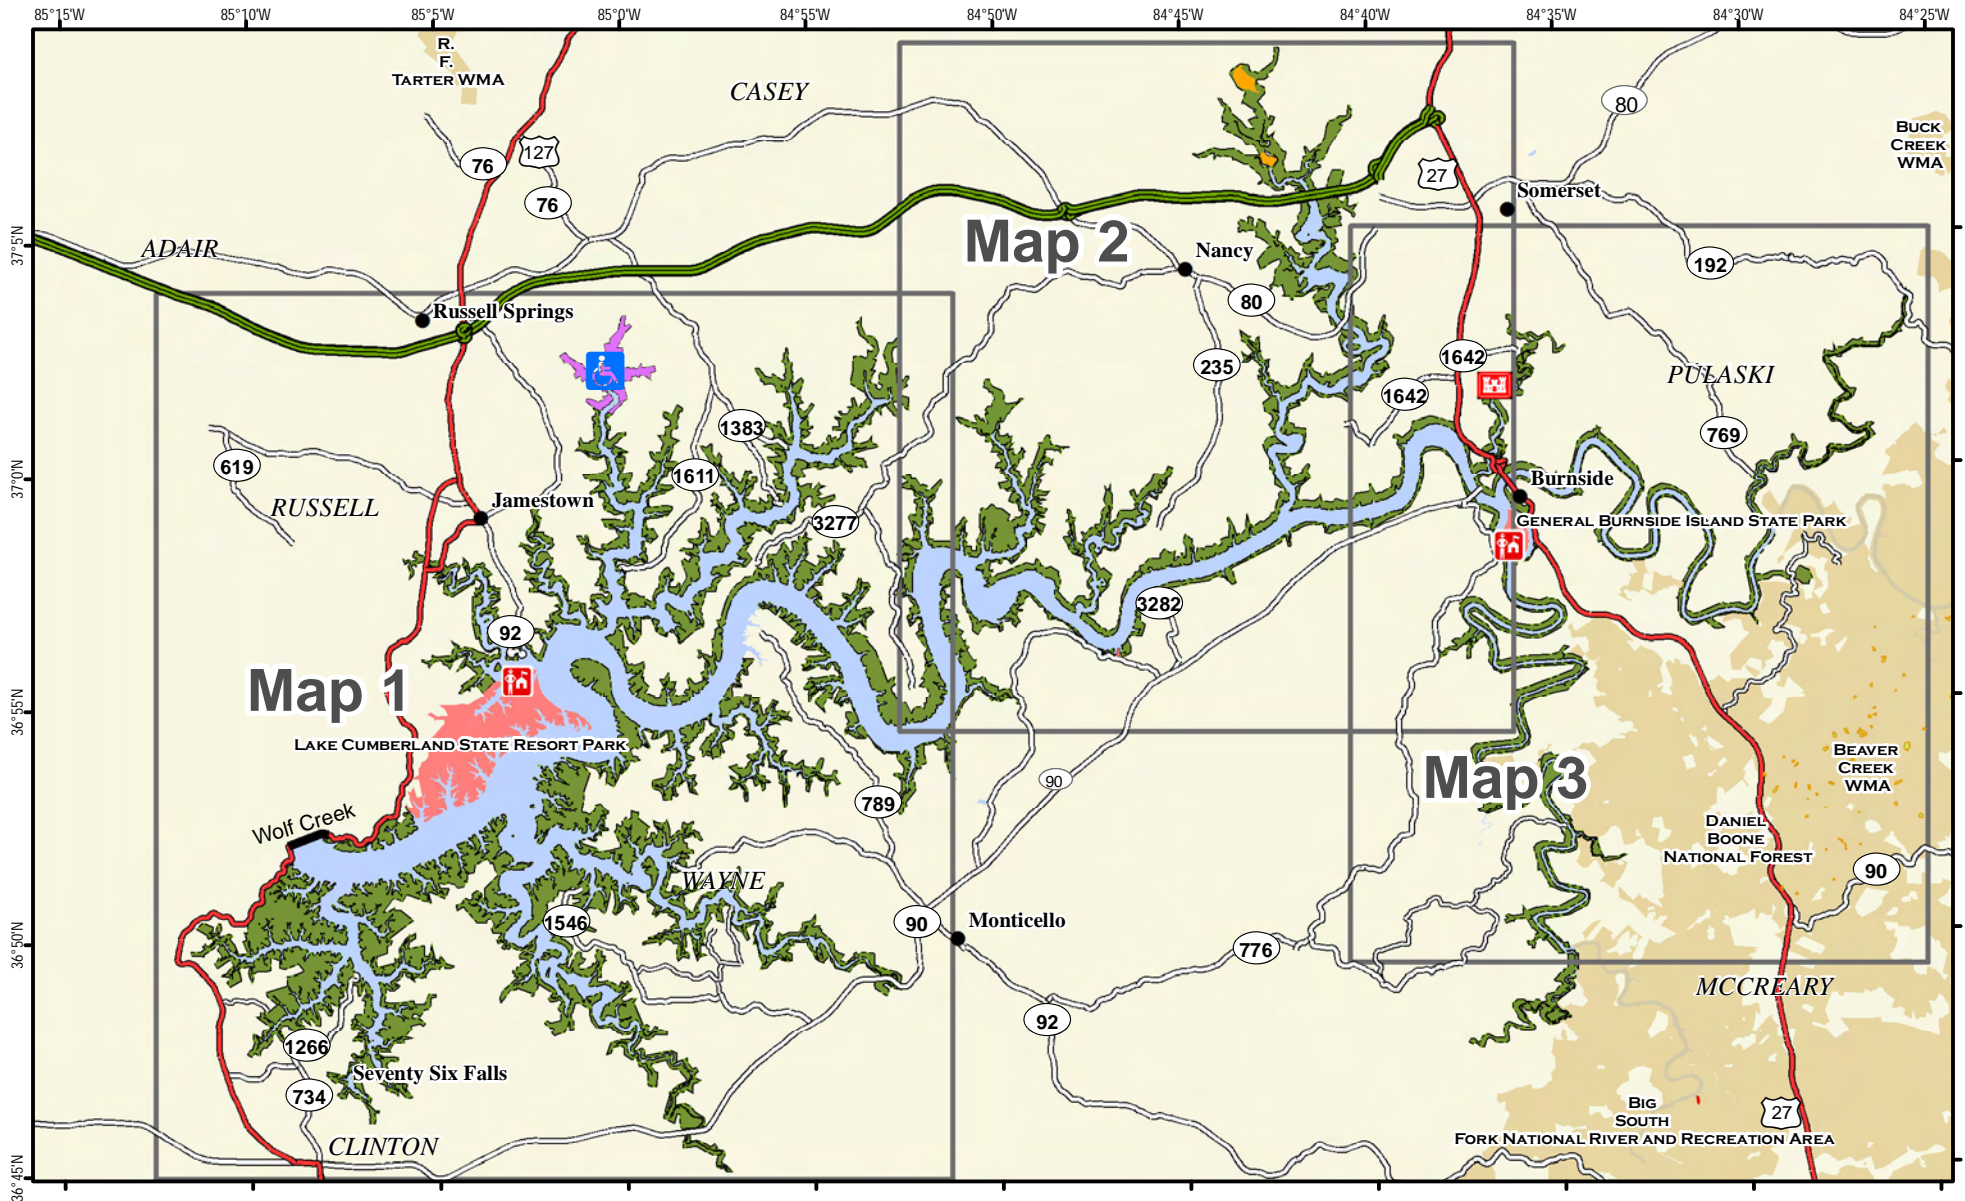 85°15'W 85°10'W 85°5'W 85°0'W 84°55'W 84°50'W 84°45'W 84°40'W 84°35'W 84°30'W 84°25'W
R.
F.
TARTER WMA
CASEY
80
BUCK
CREEK
WMA
76
127
76
27
Somerset
37°5'N
ADAIR
Map 2
Nancy
192
80
Russell Springs
1642
235
1642
PULASKI
1383
769
619
1611
37°0'N
Jamestown
Burnside
RUSSELL
3277
GENERAL BURNSIDE ISLAND STATE PARK
3282
92
Map 1
36°55'N
LAKE CUMBERLAND STATE RESORT PARK
90
Map 3
BEAVER
CREEK
WMA
789
Wolf Creek
DANIEL
BOONE
NATIONAL FOREST
90
WAYNE
1546
90
Monticello
776
36°50'N
MCCREARY
92
1266
Seventy Six Falls
734
BIG
SOUTH
FORK NATIONAL RIVER AND RECREATION AREA
27
CLINTON
36°45'N